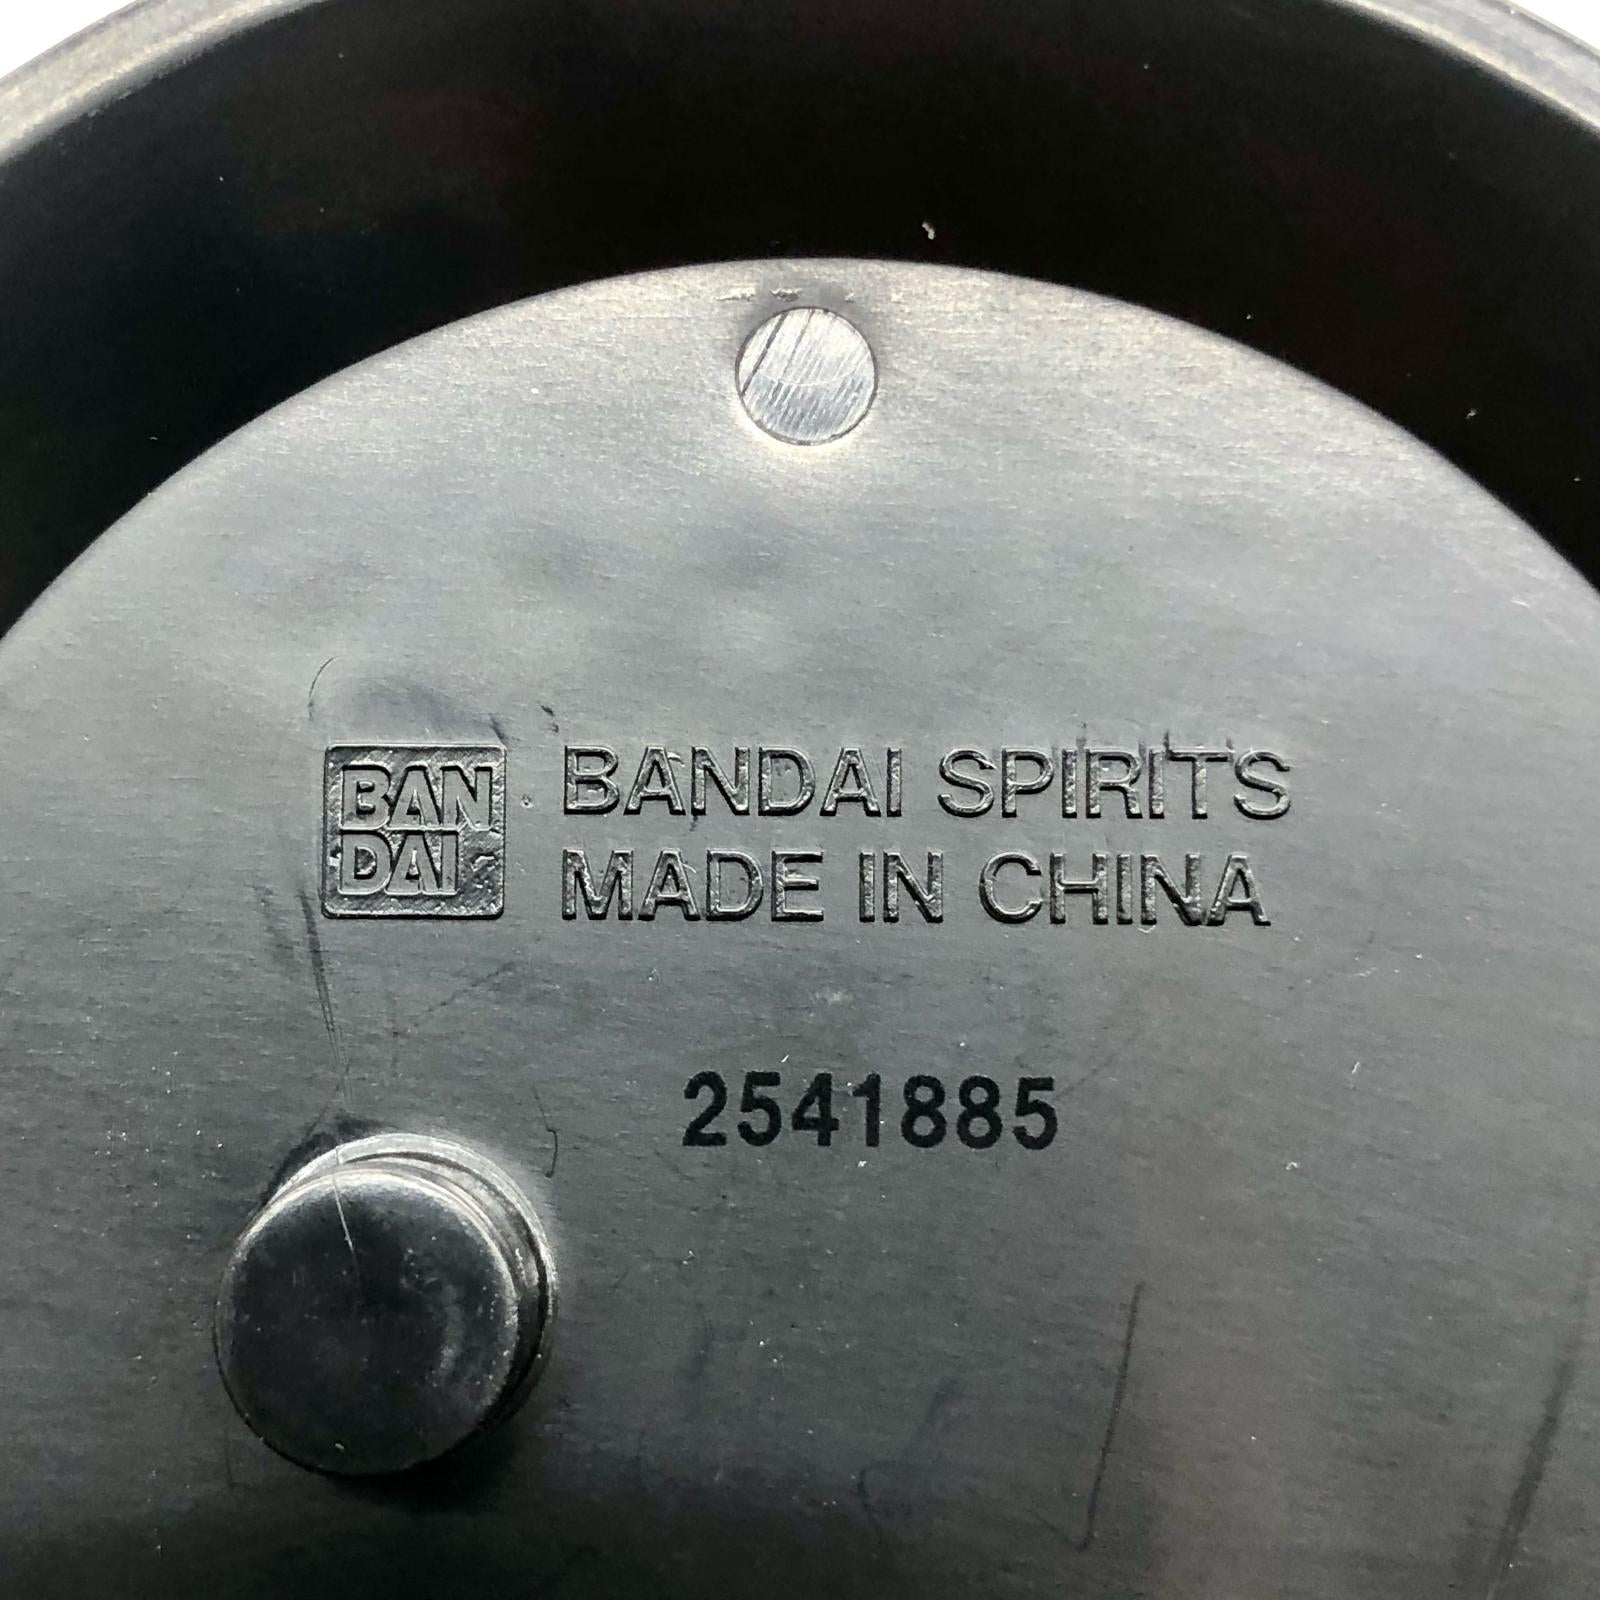 BAN
DAI
BANDAI SPIRITS
MADE IN CHINA
2541885